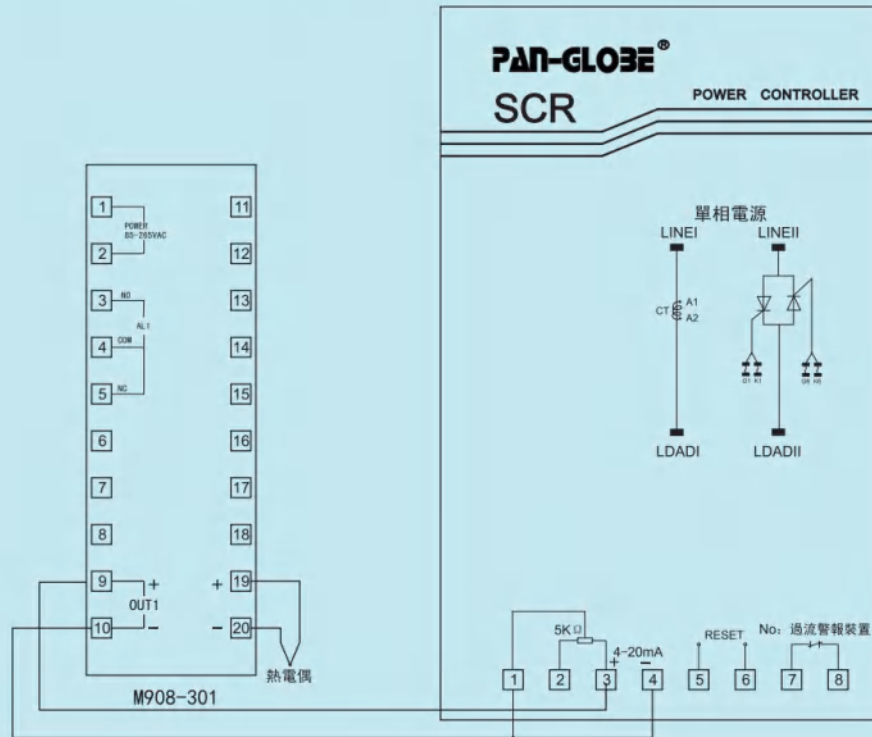 PAN-GLOBE®
SCR
POWER CONTROLLER
單相電源
LINEI LINEII
CT A1
A2
G1 K1
LDADI LDADII
1 11
POWER
85-265VAC
2 12
3 NO 13
AL1
4 COM 14
5 NC 15
6 16
7 17
8 18
9 + + 19
OUT1
10 - - 20
熱電偶
M908-301
5KΩ
RESET
No: 過流警報裝置
+ 4-20mA -
1 2 3 4 5 6 7 8